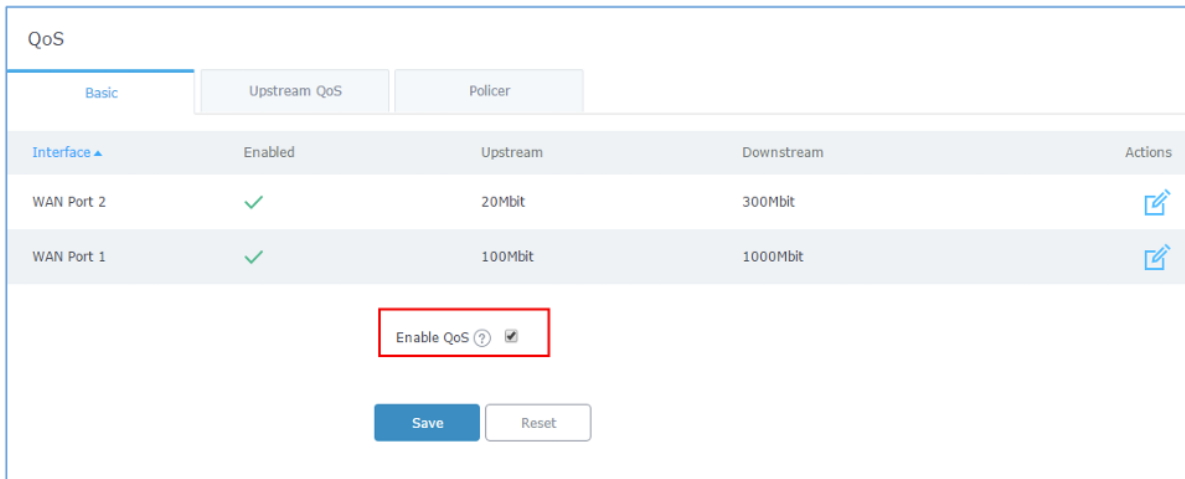 QoS
Basic Upstream QoS Policer
Interface Enabled Upstream Downstream Actions
WAN Port 2 20Mbit 300Mbit
WAN Port 1 100Mbit 1000Mbit
Enable QoS ?
Save Reset